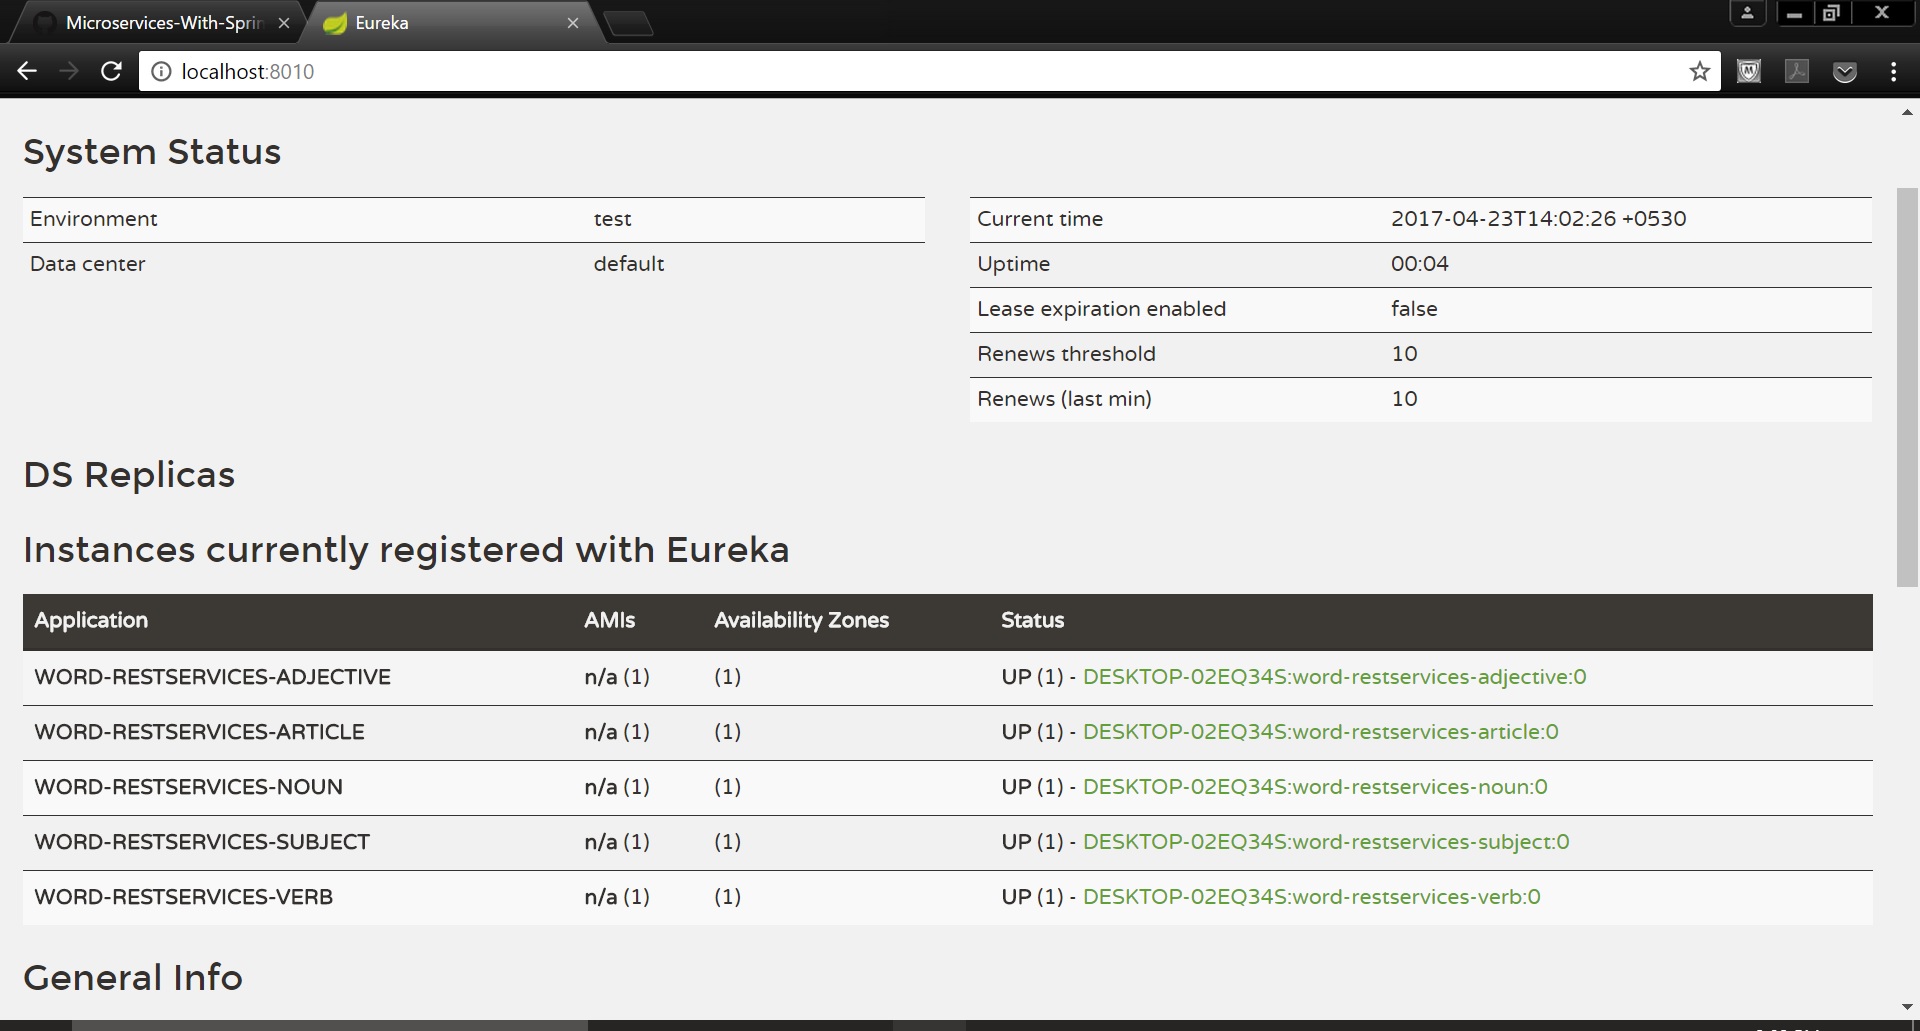 Microservices-With-Sprin
Eureka
localhost:8010
System Status
Environment test
Data center default
Current time 2017-04-23T14:02:26 +0530
Uptime 00:04
Lease expiration enabled false
Renews threshold 10
Renews (last min) 10
DS Replicas
Instances currently registered with Eureka
Application AMIs Availability Zones Status
WORD-RESTSERVICES-ADJECTIVE n/a (1) (1) UP (1) - DESKTOP-02EQ34S:word-restservices-adjective:0
WORD-RESTSERVICES-ARTICLE n/a (1) (1) UP (1) - DESKTOP-02EQ34S:word-restservices-article:0
WORD-RESTSERVICES-NOUN n/a (1) (1) UP (1) - DESKTOP-02EQ34S:word-restservices-noun:0
WORD-RESTSERVICES-SUBJECT n/a (1) (1) UP (1) - DESKTOP-02EQ34S:word-restservices-subject:0
WORD-RESTSERVICES-VERB n/a (1) (1) UP (1) - DESKTOP-02EQ34S:word-restservices-verb:0
General Info